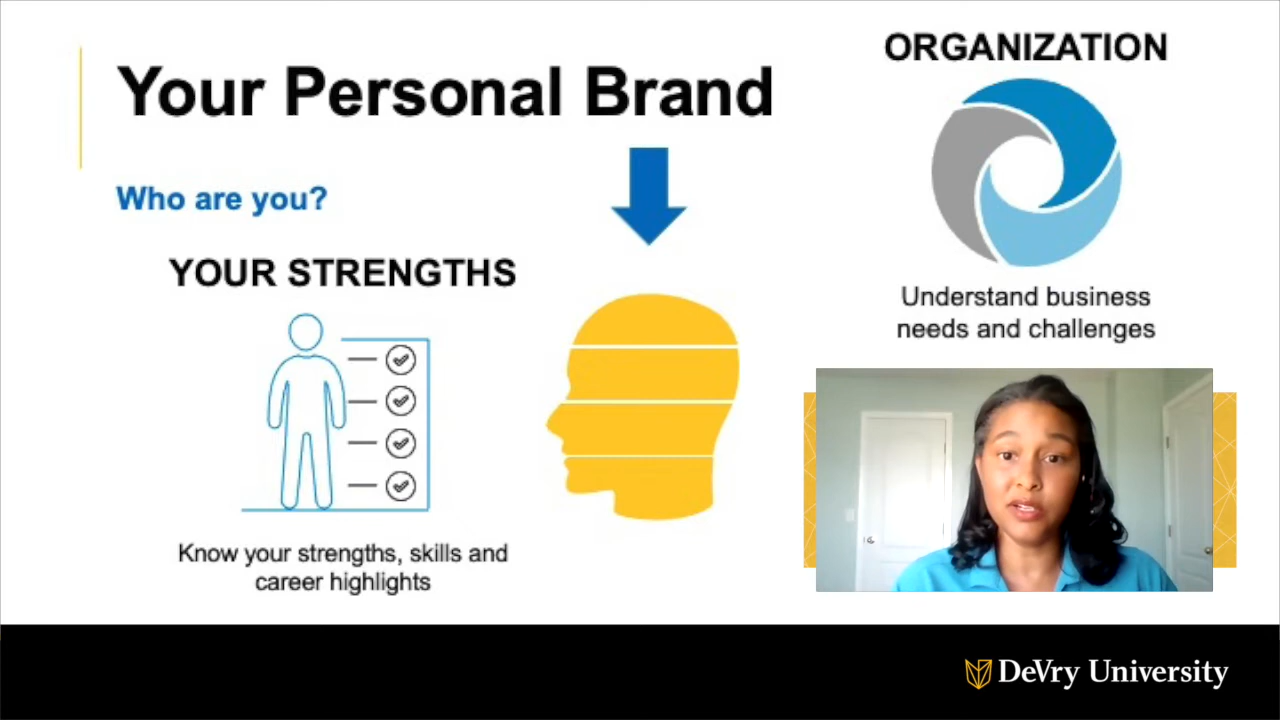 Your Personal Brand
Who are you?
YOUR STRENGTHS
Know your strengths, skills and
career highlights
ORGANIZATION
Understand business
needs and challenges
DeVry University